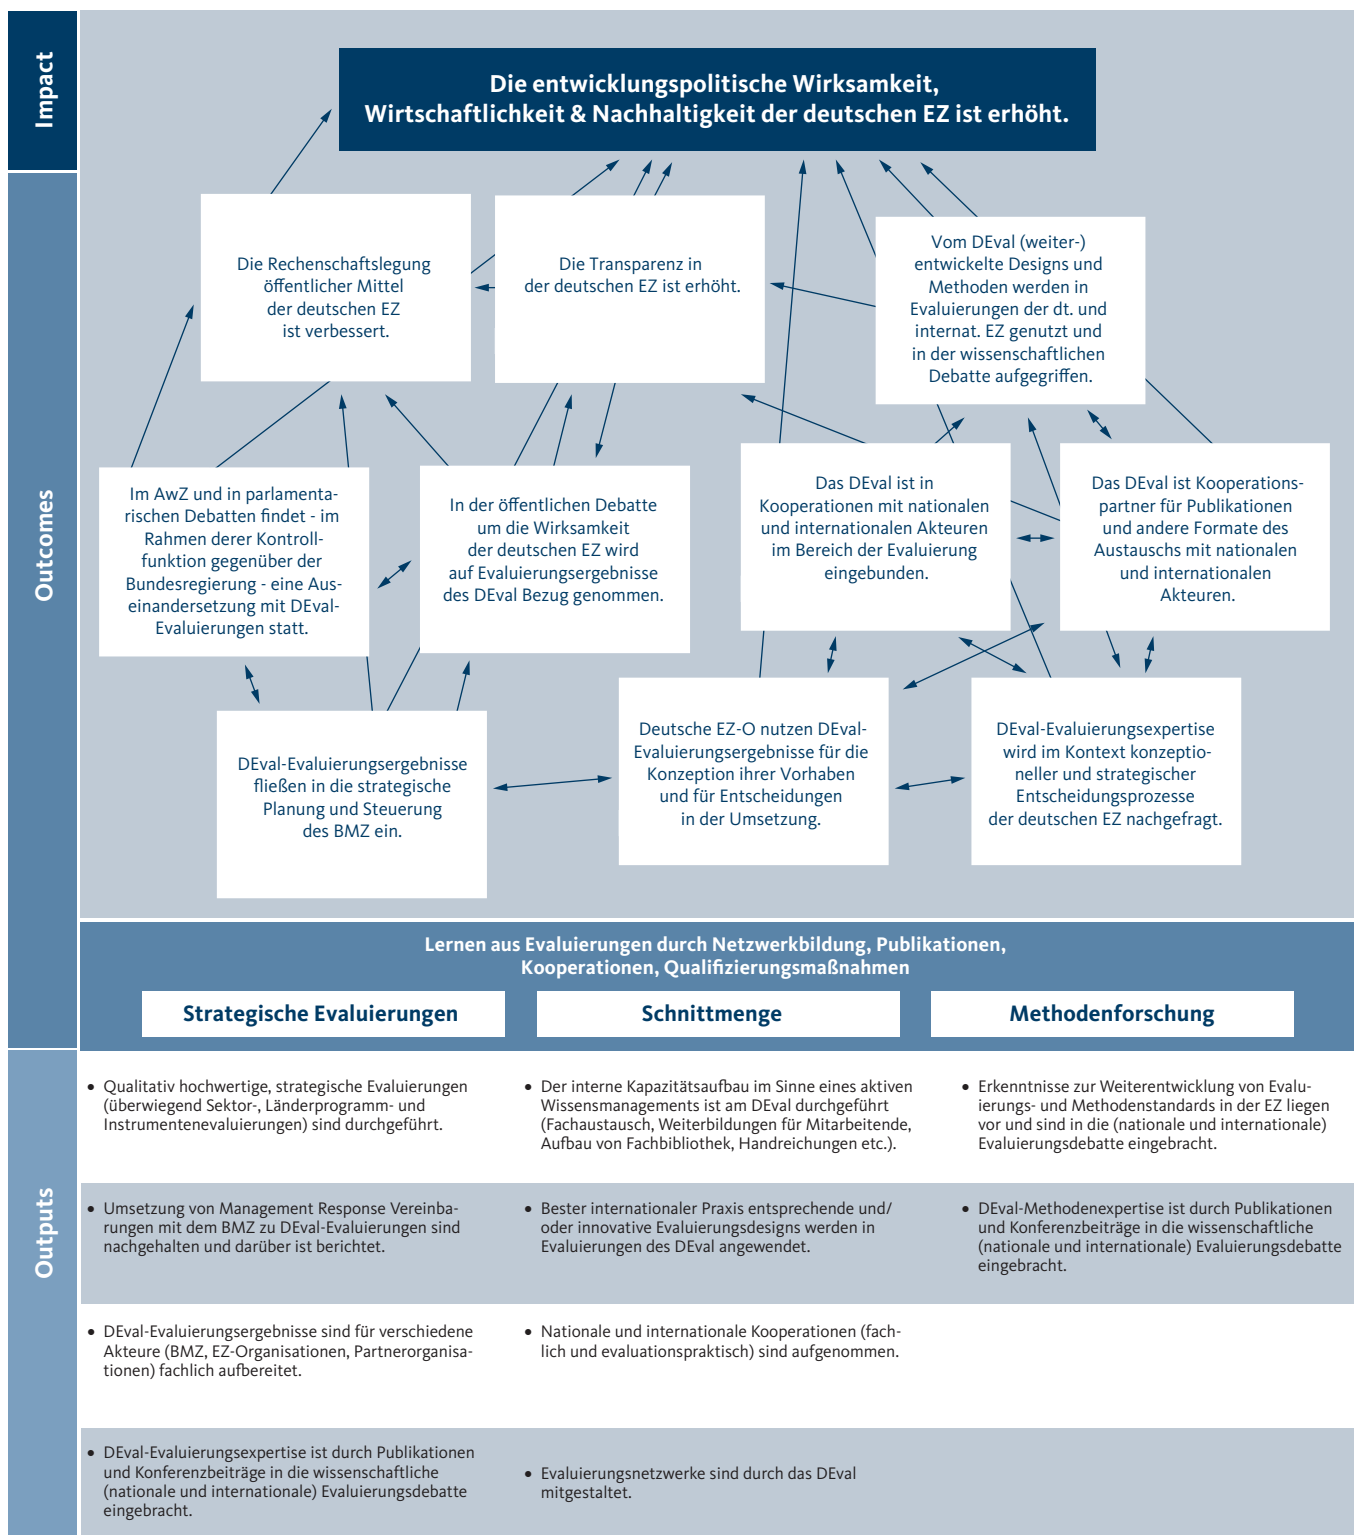 Impact
Die entwicklungspolitische Wirksamkeit,
Wirtschaftlichkeit & Nachhaltigkeit der deutschen EZ ist erhöht.
Outcomes
Die Rechenschaftslegung
öffentlicher Mittel
der deutschen EZ
ist verbessert.
Die Transparenz in
der deutschen EZ ist erhöht.
Vom DEval (weiter-)
entwickelte Designs und
Methoden werden in
Evaluierungen der dt. und
internat. EZ genutzt und
in der wissenschaftlichen
Debatte aufgegriffen.
Im AwZ und in parlamenta-
rischen Debatten findet - im
Rahmen derer Kontroll-
funktion gegenüber der
Bundesregierung - eine Aus-
einandersetzung mit DEval-
Evaluierungen statt.
In der öffentlichen Debatte
um die Wirksamkeit
der deutschen EZ wird
auf Evaluierungsergebnisse
des DEval Bezug genommen.
Das DEval ist in
Kooperationen mit nationalen
und internationalen Akteuren
im Bereich der Evaluierung
eingebunden.
Das DEval ist Kooperations-
partner für Publikationen
und andere Formate des
Austauschs mit nationalen
und internationalen
Akteuren.
DEval-Evaluierungsergebnisse
fließen in die strategische
Planung und Steuerung
des BMZ ein.
Deutsche EZ-O nutzen DEval-
Evaluierungsergebnisse für die
Konzeption ihrer Vorhaben
und für Entscheidungen
in der Umsetzung.
DEval-Evaluierungsexpertise
wird im Kontext konzeptio-
neller und strategischer
Entscheidungsprozesse
der deutschen EZ nachgefragt.
Lernen aus Evaluierungen durch Netzwerkbildung, Publikationen,
Kooperationen, Qualifizierungsmaßnahmen
Strategische Evaluierungen
Schnittmenge
Methodenforschung
Outputs
• Qualitativ hochwertige, strategische Evaluierungen
(überwiegend Sektor-, Länderprogramm- und
Instrumentenevaluierungen) sind durchgeführt.
• Der interne Kapazitätsaufbau im Sinne eines aktiven
Wissensmanagements ist am DEval durchgeführt
(Fachaustausch, Weiterbildungen für Mitarbeitende,
Aufbau von Fachbibliothek, Handreichungen etc.).
• Erkenntnisse zur Weiterentwicklung von Evalu-
ierungs- und Methodenstandards in der EZ liegen
vor und sind in die (nationale und internationale)
Evaluierungsdebatte eingebracht.
• Umsetzung von Management Response Vereinba-
rungen mit dem BMZ zu DEval-Evaluierungen sind
nachgehalten und darüber ist berichtet.
• Bester internationaler Praxis entsprechende und/
oder innovative Evaluierungsdesigns werden in
Evaluierungen des DEval angewendet.
• DEval-Methodenexpertise ist durch Publikationen
und Konferenzbeiträge in die wissenschaftliche
(nationale und internationale) Evaluierungsdebatte
eingebracht.
• DEval-Evaluierungsergebnisse sind für verschiedene
Akteure (BMZ, EZ-Organisationen, Partnerorganisa-
tionen) fachlich aufbereitet.
• Nationale und internationale Kooperationen (fach-
lich und evaluationspraktisch) sind aufgenommen.
• DEval-Evaluierungsexpertise ist durch Publikationen
und Konferenzbeiträge in die wissenschaftliche
(nationale und internationale) Evaluierungsdebatte
eingebracht.
• Evaluierungsnetzwerke sind durch das DEval
mitgestaltet.